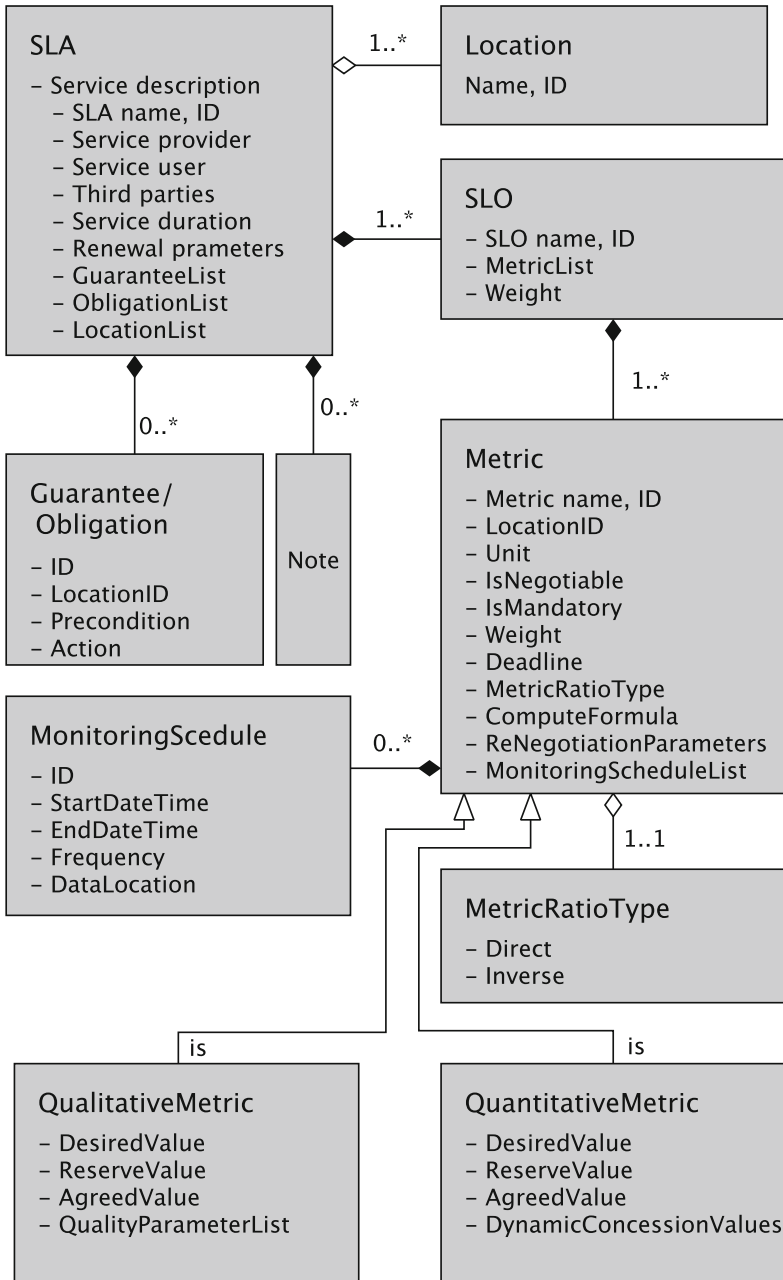 SLA
– Service description
– SLA name, ID
– Service provider
– Service user
– Third parties
– Service duration
– Renewal prameters
– GuaranteeList
– ObligationList
– LocationList
1..*
Location
Name, ID
1..*
SLO
– SLO name, ID
– MetricList
– Weight
0..*
0..*
1..*
Guarantee/
Obligation
– ID
– LocationID
– Precondition
– Action
Note
Metric
– Metric name, ID
– LocationID
– Unit
– IsNegotiable
– IsMandatory
– Weight
– Deadline
– MetricRatioType
– ComputeFormula
– ReNegotiationParameters
– MonitoringScheduleList
MonitoringScedule
– ID
– StartDateTime
– EndDateTime
– Frequency
– DataLocation
0..*
1..1
MetricRatioType
– Direct
– Inverse
is
is
QualitativeMetric
– DesiredValue
– ReserveValue
– AgreedValue
– QualityParameterList
QuantitativeMetric
– DesiredValue
– ReserveValue
– AgreedValue
– DynamicConcessionValues